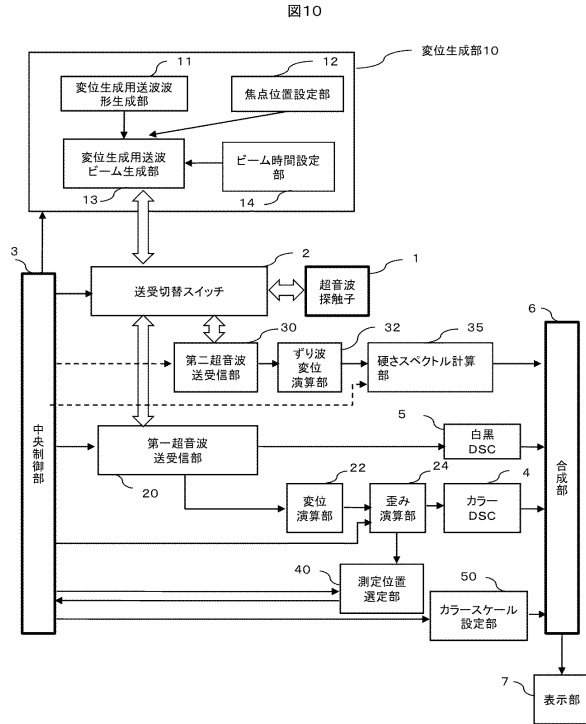 図10
変位生成部10
11
12
変位生成用送波波
形生成部
焦点位置設定部
変位生成用送波
ビーム生成部
ビーム時間設定
部
13
14
3
2
1
送受切替スイッチ
超音波
探触子
6
30
32
35
第二超音波
送受信部
ずり波
変位
演算部
硬さスペクトル計算
部
5
中央制御部
第一超音波
送受信部
白黒
DSC
合成部
20
22
24
4
変位
演算部
歪み
演算部
カラー
DSC
40
測定位置
選定部
50
カラースケール
設定部
7
表示部